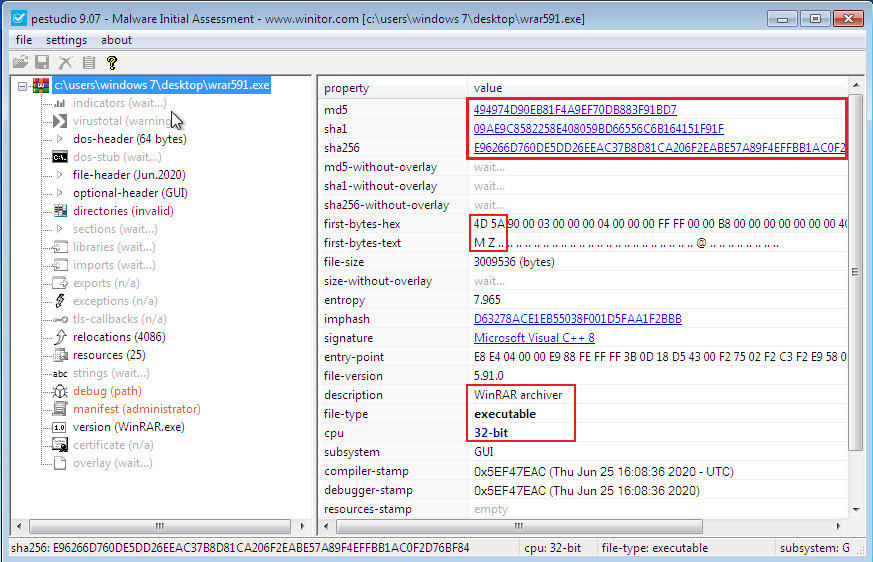 pestudio 9.07 - Malware Initial Assessment - www.winitor.com [c:\users\windows 7\desktop\wrar591.exe]
file settings about
c:\users\windows 7\desktop\wrar591.exe
indicators (wait...)
virustotal (warning
dos-header (64 bytes)
dos-stub (wait...)
file-header (Jun.2020)
optional-header (GUI)
directories (invalid)
sections (wait...)
libraries (wait...)
imports (wait...)
exports (n/a)
exceptions (n/a)
tls-callbacks (n/a)
relocations (4086)
resources (25)
abc strings (wait...)
debug (path)
manifest (administrator)
1.0 version (WinRAR.exe)
certificate (n/a)
overlay (wait...)
property value
md5 494974D90EB81F4A9EF70DB883F91BD7
sha1 09AE9C8582258E408059BD66556C6B164151F91F
sha256 E96266D760DE5DD26EEAC37B8D81CA206F2EABE57A89F4EFFBB1AC0F2
md5-without-overlay wait...
sha1-without-overlay wait...
sha256-without-overlay wait...
first-bytes-hex 4D 5A 90 00 03 00 00 00 04 00 00 00 FF FF 00 00 B8 00 00 00 00 00 00 00 40
first-bytes-text M Z .. .. .. .. .. .. .. .. .. .. .. .. .. .. .. .. .. .. .. .. .. .. @ .. .. .. .. .. .. ..
file-size 3009536 (bytes)
size-without-overlay wait...
entropy 7.965
imphash D63278ACE1EB55038F001D5FAA1F2BBB
signature Microsoft Visual C++ 8
entry-point E8 E4 04 00 00 E9 88 FE FF FF 3B 0D 18 D5 43 00 F2 75 02 F2 C3 F2 E9 58 0
file-version 5.91.0
description WinRAR archiver
file-type executable
cpu 32-bit
subsystem GUI
compiler-stamp 0x5EF47EAC (Thu Jun 25 16:08:36 2020 - UTC)
debugger-stamp 0x5EF47EAC (Thu Jun 25 16:08:36 2020)
resources-stamp empty
sha256: E96266D760DE5DD26EEAC37B8D81CA206F2EABE57A89F4EFFBB1AC0F2D76BF84 cpu: 32-bit file-type: executable subsystem: G